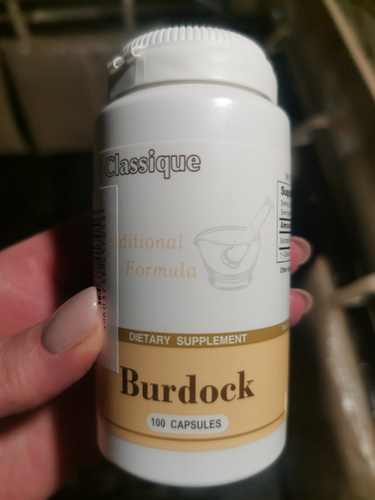 Classique
Formula
DIETARY SUPPLEMENT
Burdock
100 CAPSULES